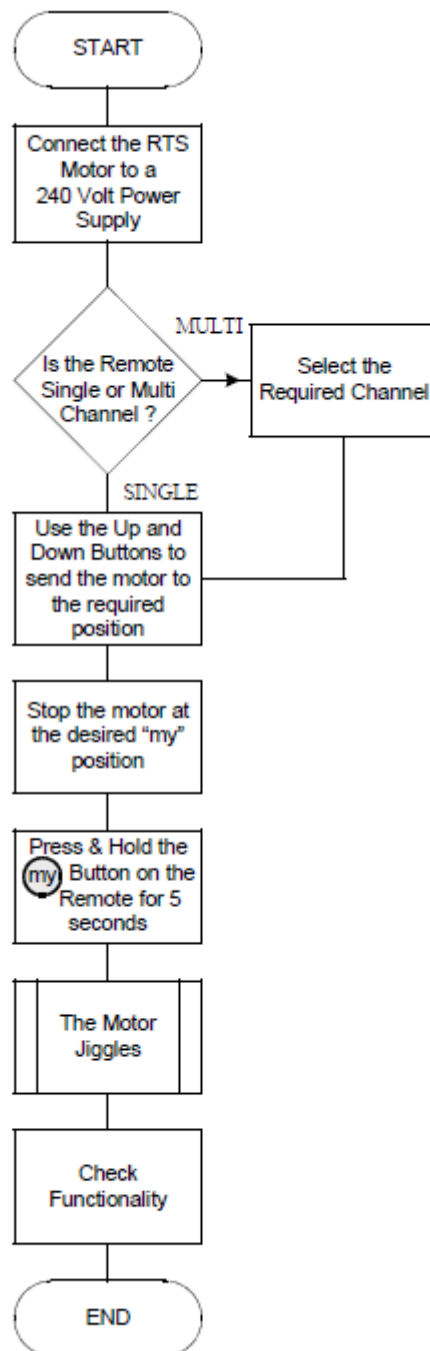 START
Connect the RTS
Motor to a
240 Volt Power
Supply
MULTI
Is the Remote
Single or Multi
Channel ?
Select the
Required Channel
SINGLE
Use the Up and
Down Buttons to
send the motor to
the required
position
Stop the motor at
the desired “my”
position
Press & Hold the
my Button on the
Remote for 5
seconds
The Motor
Jiggles
Check
Functionality
END